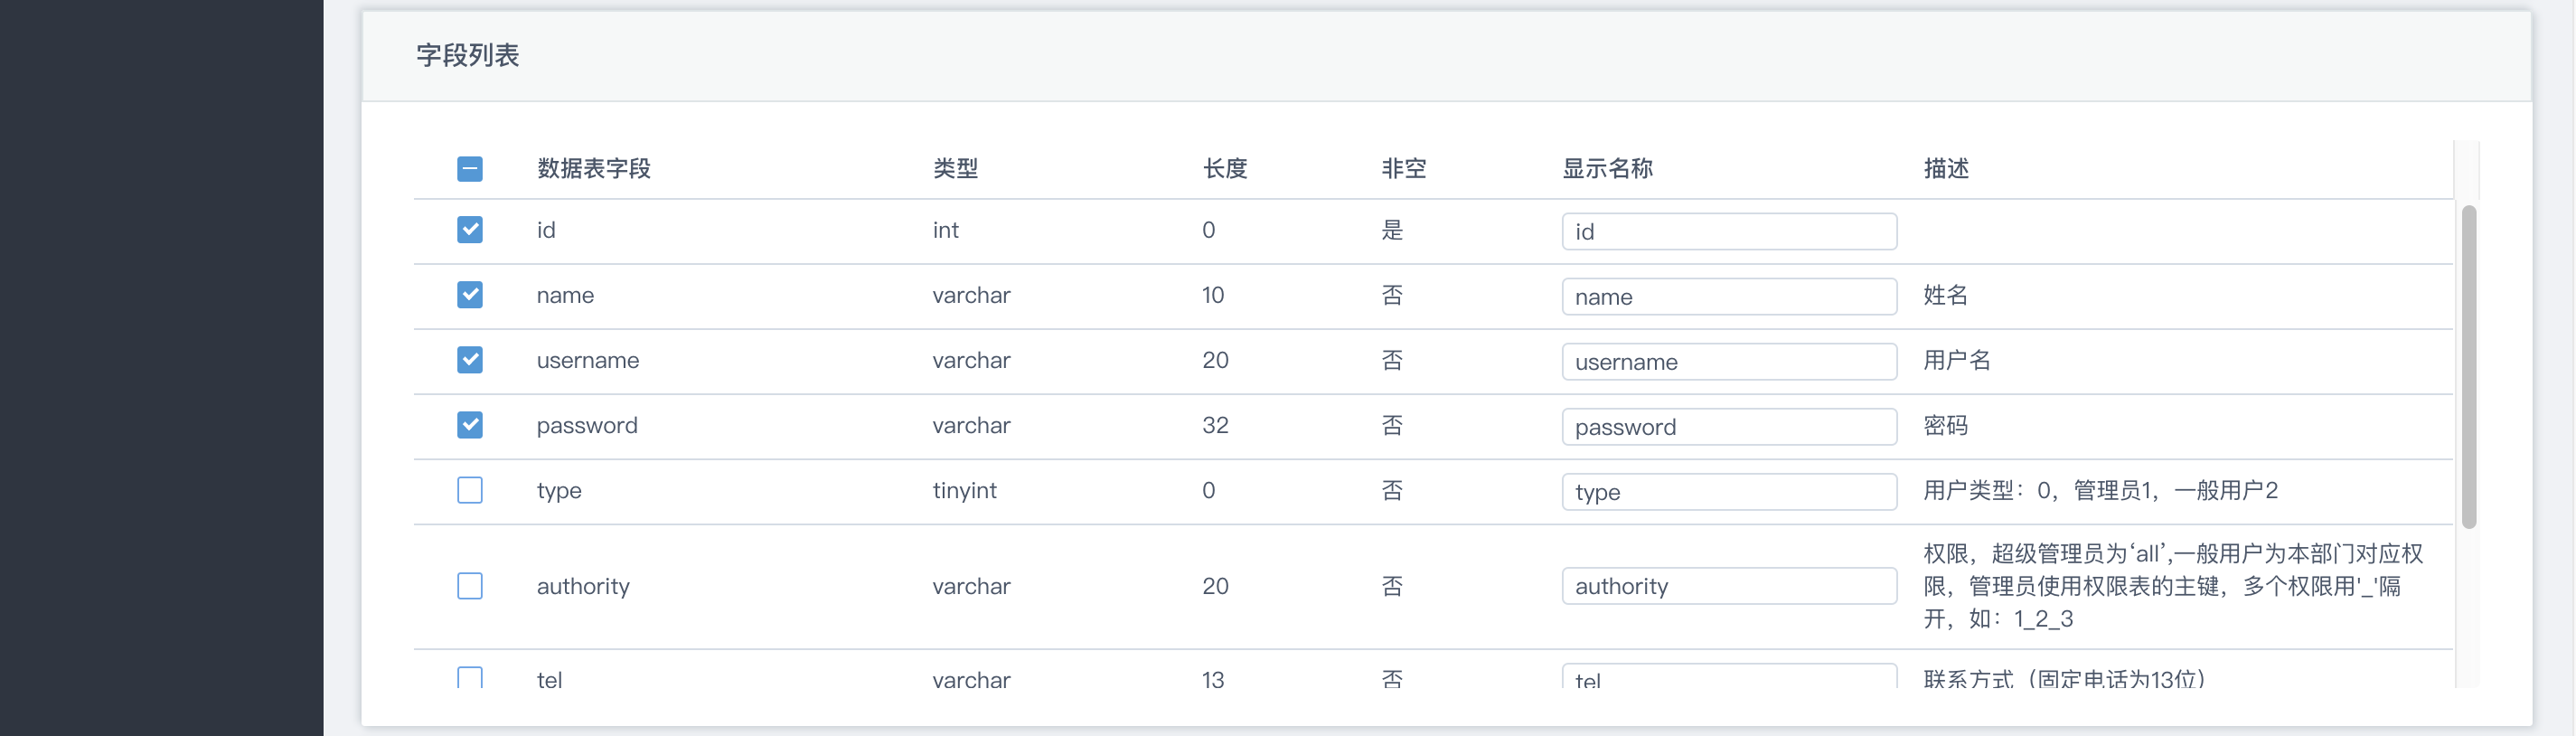 字段列表
数据表字段 类型 长度 非空 显示名称 描述
id int 0 是 id
name varchar 10 否 name 姓名
username varchar 20 否 username 用户名
password varchar 32 否 password 密码
type tinyint 0 否 type 用户类型：0，管理员1，一般用户2
authority varchar 20 否 authority 权限，超级管理员为‘all’,一般用户为本部门对应权
限，管理员使用权限表的主键，多个权限用'_'隔
开，如：1_2_3
tel varchar 13 否 tel 联系方式（固定电话为13位）